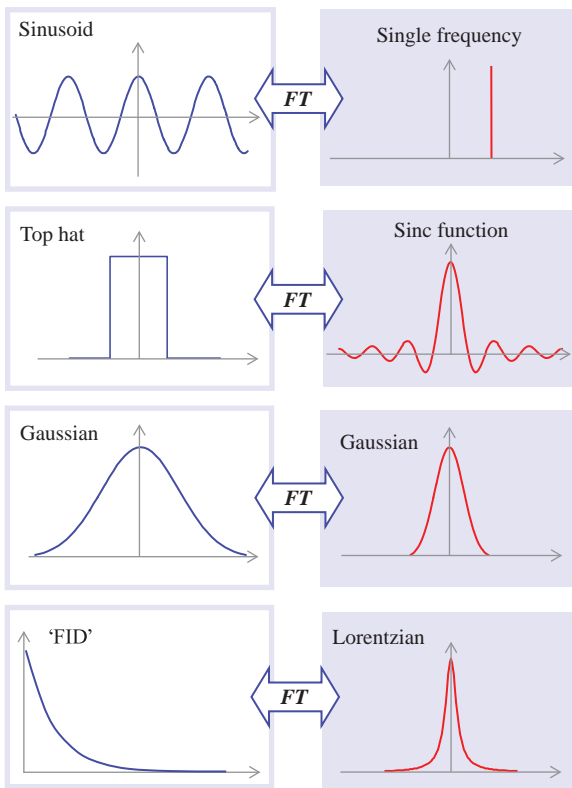 Sinusoid
FT
Single frequency
Top hat
FT
Sinc function
Gaussian
FT
Gaussian
‘FID’
FT
Lorentzian